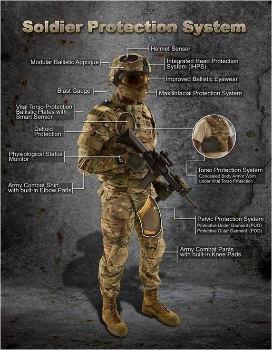 Soldier Protection System
Helmet Sensor
Modular Ballistic Applique
Integrated Head Protection
System (IHPS)
Improved Ballistic Eyewear
Blast Gauge
Maxillofacial Protection System
Vital Torso Protection
Ballistic Plates with
Smart Sensor
Deltoid
Protection
Physiological Status
Monitor
Torso Protection System
Concealed Body Armor Worn
under Vital Torso Protection
Army Combat Shirt
with built-in Elbow Pads
Pelvic Protection System
Protective Under Garment (PUG)
Protective Outer Garment (POG)
Army Combat Pants
with built-in Knee Pads